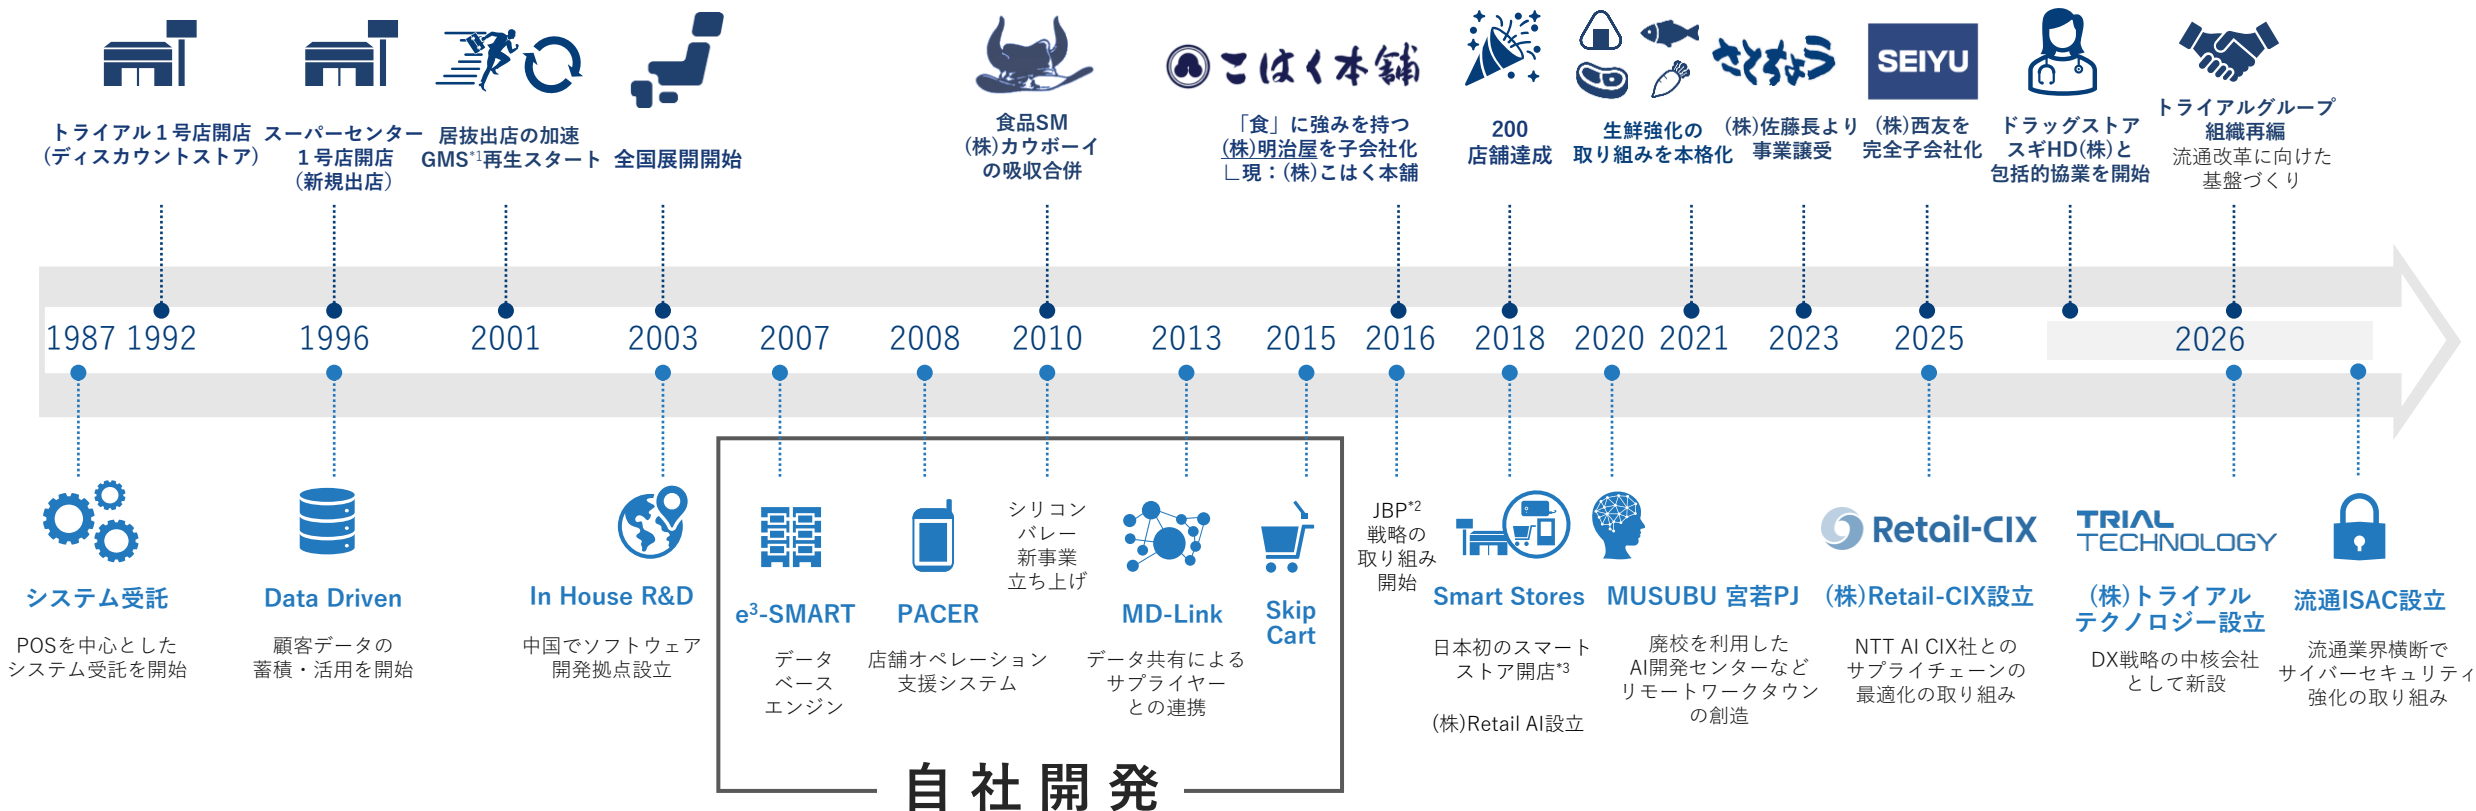 こはく本舗
さとちょう
SEIYU
トライアル１号店開店
(ディスカウントストア)
スーパーセンター
１号店開店
(新規出店)
居抜出店の加速
GMS*1再生スタート
全国展開開始
食品SM
(株)カウボーイ
の吸収合併
「食」に強みを持つ
(株)明治屋を子会社化
∟現：(株)こはく本舗
200
店舗達成
生鮮強化の
取り組みを本格化
(株)佐藤長より
事業譲受
(株)西友を
完全子会社化
ドラッグストア
スギHD(株)と
包括的協業を開始
トライアルグループ
組織再編
流通改革に向けた
基盤づくり
1987 1992 1996 2001 2003 2007 2008 2010 2013 2015 2016 2018 2020 2021 2023 2025 2026
システム受託
POSを中心とした
システム受託を開始
Data Driven
顧客データの
蓄積・活用を開始
In House R&D
中国でソフトウェア
開発拠点設立
e3-SMART
データ
ベース
エンジン
PACER
店舗オペレーション
支援システム
シリコン
バレー
新事業
立ち上げ
MD-Link
データ共有による
サプライヤー
との連携
Skip
Cart
自社開発
JBP*2
戦略の
取り組み
開始
Smart Stores
日本初のスマート
ストア開店*3
(株)Retail AI設立
MUSUBU 宮若PJ
廃校を利用した
AI開発センターなど
リモートワークタウン
の創造
Retail-CIX
(株)Retail-CIX設立
NTT AI CIX社との
サプライチェーンの
最適化の取り組み
TRIAL
TECHNOLOGY
(株)トライアル
テクノロジー設立
DX戦略の中核会社
として新設
流通ISAC設立
流通業界横断で
サイバーセキュリティ
強化の取り組み